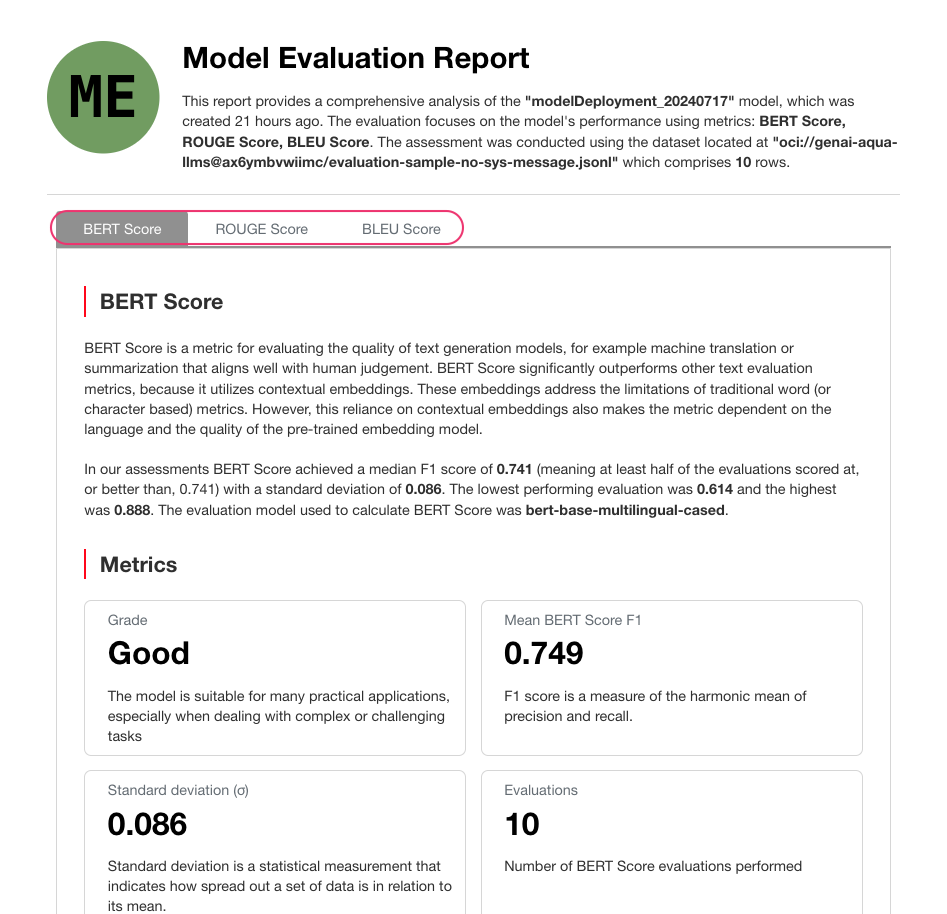 ME
Model Evaluation Report
This report provides a comprehensive analysis of the "modelDeployment_20240717" model, which was
created 21 hours ago. The evaluation focuses on the model's performance using metrics: BERT Score,
ROUGE Score, BLEU Score. The assessment was conducted using the dataset located at "oci://genai-aqua-
llms@ax6ymbvwiimc/evaluation-sample-no-sys-message.jsonl" which comprises 10 rows.
BERT Score ROUGE Score BLEU Score
BERT Score
BERT Score is a metric for evaluating the quality of text generation models, for example machine translation or
summarization that aligns well with human judgement. BERT Score significantly outperforms other text evaluation
metrics, because it utilizes contextual embeddings. These embeddings address the limitations of traditional word (or
character based) metrics. However, this reliance on contextual embeddings also makes the metric dependent on the
language and the quality of the pre-trained embedding model.
In our assessments BERT Score achieved a median F1 score of 0.741 (meaning at least half of the evaluations scored at,
or better than, 0.741) with a standard deviation of 0.086. The lowest performing evaluation was 0.614 and the highest
was 0.888. The evaluation model used to calculate BERT Score was bert-base-multilingual-cased.
Metrics
Grade
Good
The model is suitable for many practical applications,
especially when dealing with complex or challenging
tasks
Mean BERT Score F1
0.749
F1 score is a measure of the harmonic mean of
precision and recall.
Standard deviation (σ)
0.086
Standard deviation is a statistical measurement that
indicates how spread out a set of data is in relation to
its mean.
Evaluations
10
Number of BERT Score evaluations performed